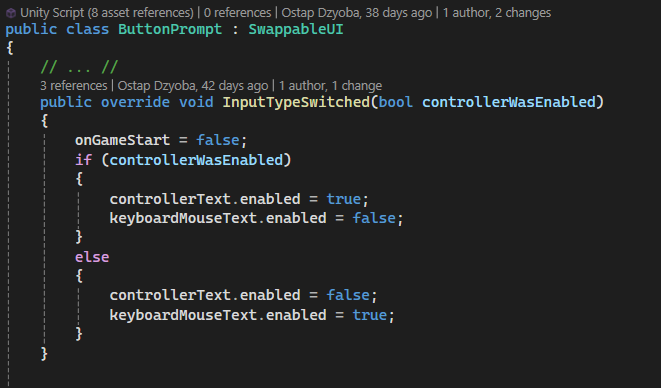 Unity Script (8 asset references) | 0 references | Ostap Dzyoba, 38 days ago | 1 author, 2 changes
public class ButtonPrompt : SwappableUI
{
// ... //
3 references | Ostap Dzyoba, 42 days ago | 1 author, 1 change
public override void InputTypeSwitched(bool controllerWasEnabled)
{
onGameStart = false;
if (controllerWasEnabled)
{
controllerText.enabled = true;
keyboardMouseText.enabled = false;
}
else
{
controllerText.enabled = false;
keyboardMouseText.enabled = true;
}
}